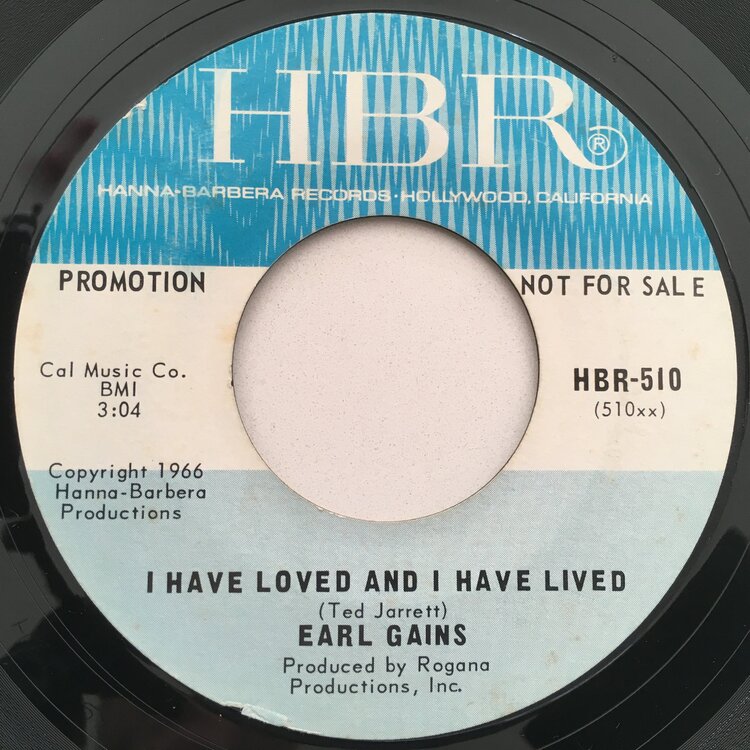 HBR®
HANNA-BARBERA RECORDS · HOLLYWOOD, CALIFORNIA
PROMOTION
NOT FOR SALE
Cal Music Co.
BMI
3:04
HBR-510
(510xx)
Copyright 1966
Hanna-Barbera
Productions
I HAVE LOVED AND I HAVE LIVED
(Ted Jarrett)
EARL GAINS
Produced by Rogana
Productions, Inc.